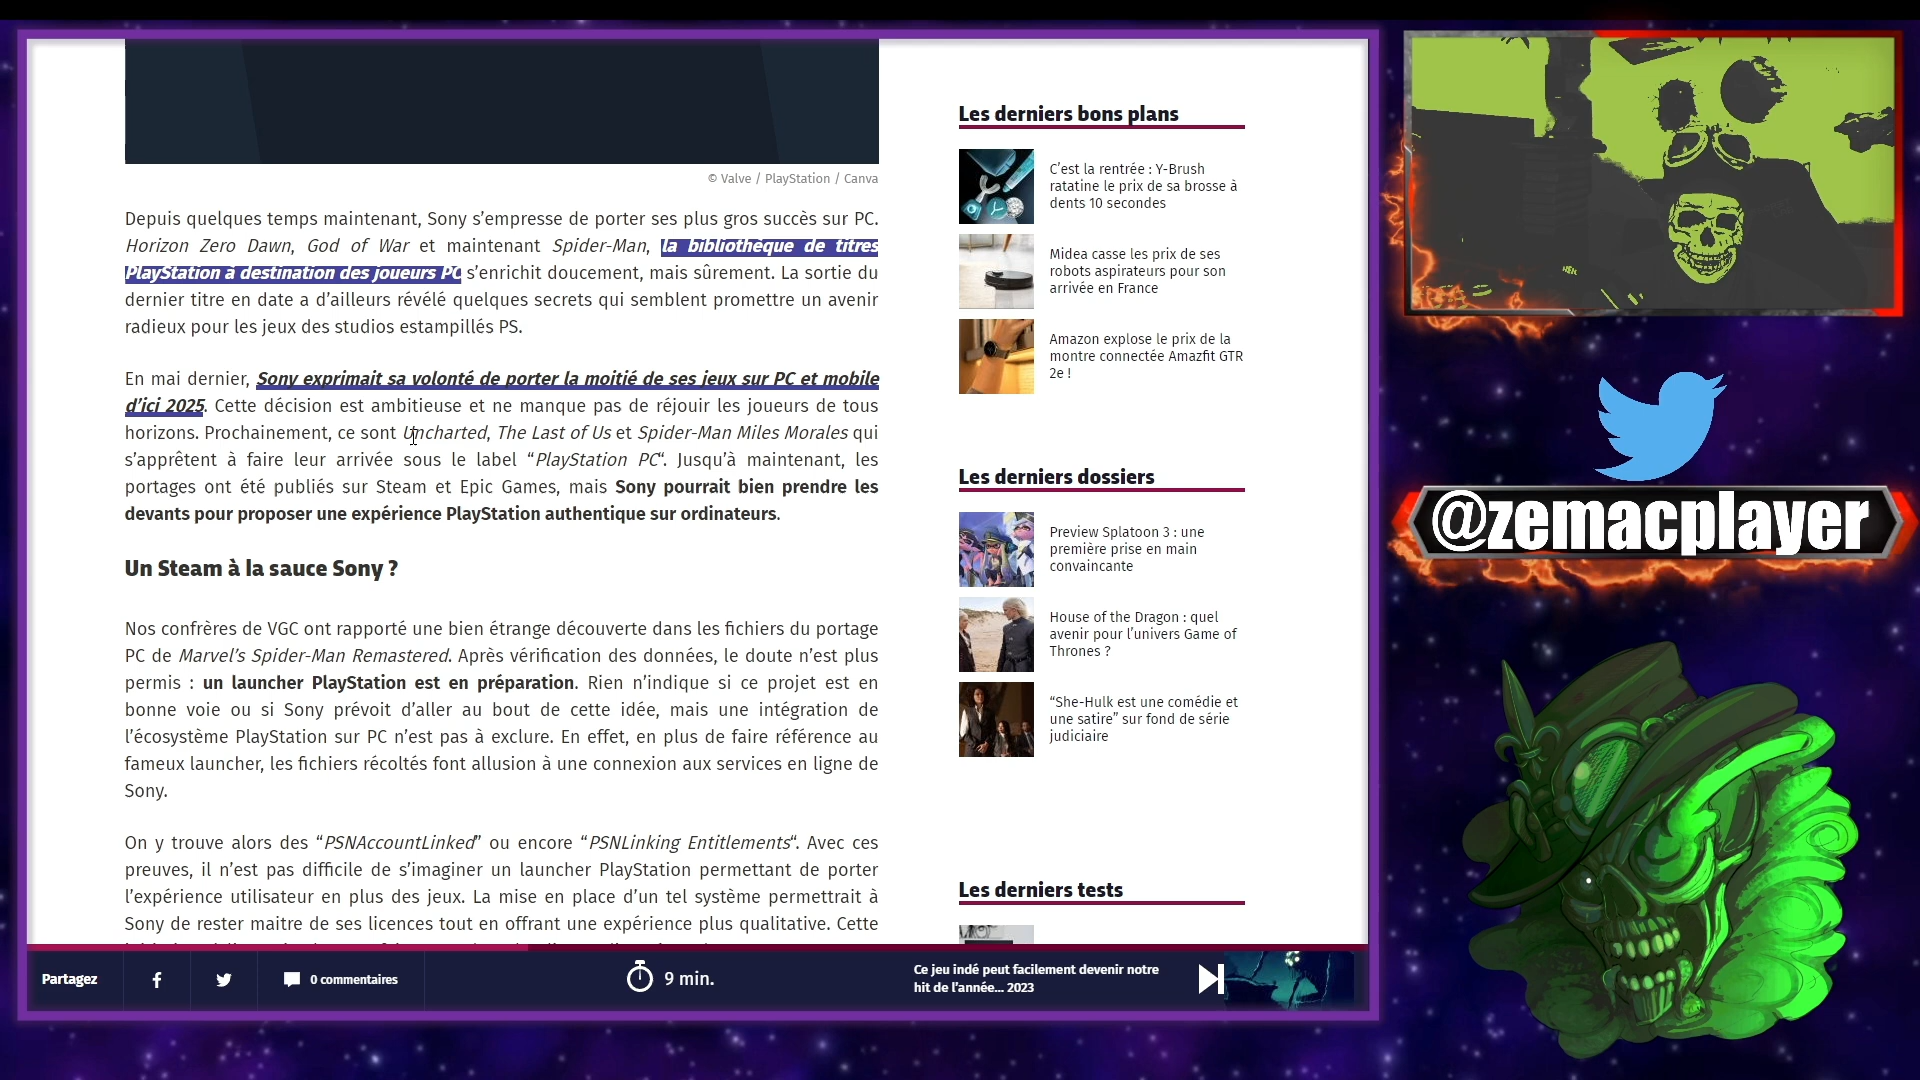 © Valve / PlayStation / Canva
Depuis quelques temps maintenant, Sony s’empresse de porter ses plus gros succès sur PC.
Horizon Zero Dawn, God of War et maintenant Spider-Man, la bibliothèque de titres
PlayStation à destination des joueurs PC s’enrichit doucement, mais sûrement. La sortie du
dernier titre en date a d’ailleurs révélé quelques secrets qui semblent promettre un avenir
radieux pour les jeux des studios estampillés PS.
En mai dernier, Sony exprimait sa volonté de porter la moitié de ses jeux sur PC et mobile
d’ici 2025. Cette décision est ambitieuse et ne manque pas de réjouir les joueurs de tous
horizons. Prochainement, ce sont Uncharted, The Last of Us et Spider-Man Miles Morales qui
s’apprêtent à faire leur arrivée sous le label “PlayStation PC“. Jusqu’à maintenant, les
portages ont été publiés sur Steam et Epic Games, mais Sony pourrait bien prendre les
devants pour proposer une expérience PlayStation authentique sur ordinateurs.
Un Steam à la sauce Sony ?
Nos confrères de VGC ont rapporté une bien étrange découverte dans les fichiers du portage
PC de Marvel’s Spider-Man Remastered. Après vérification des données, le doute n’est plus
permis : un launcher PlayStation est en préparation. Rien n’indique si ce projet est en
bonne voie ou si Sony prévoit d’aller au bout de cette idée, mais une intégration de
l’écosystème PlayStation sur PC n’est pas à exclure. En effet, en plus de faire référence au
fameux launcher, les fichiers récoltés font allusion à une connexion aux services en ligne de
Sony.
On y trouve alors des “PSNAccountLinked” ou encore “PSNLinking Entitlements“. Avec ces
preuves, il n’est pas difficile de s’imaginer un launcher PlayStation permettant de porter
l’expérience utilisateur en plus des jeux. La mise en place d’un tel système permettrait à
Sony de rester maitre de ses licences tout en offrant une expérience plus qualitative. Cette
Les derniers bons plans
C’est la rentrée : Y-Brush
ratatine le prix de sa brosse à
dents 10 secondes
Midea casse les prix de ses
robots aspirateurs pour son
arrivée en France
Amazon explose le prix de la
montre connectée Amazfit GTR
2e !
Les derniers dossiers
Preview Splatoon 3 : une
première prise en main
convaincante
House of the Dragon : quel
avenir pour l’univers Game of
Thrones ?
“She-Hulk est une comédie et
une satire” sur fond de série
judiciaire
Les derniers tests
Partagez
0 commentaires
9 min.
Ce jeu indé peut facilement devenir notre
hit de l’année... 2023
@zemacplayer